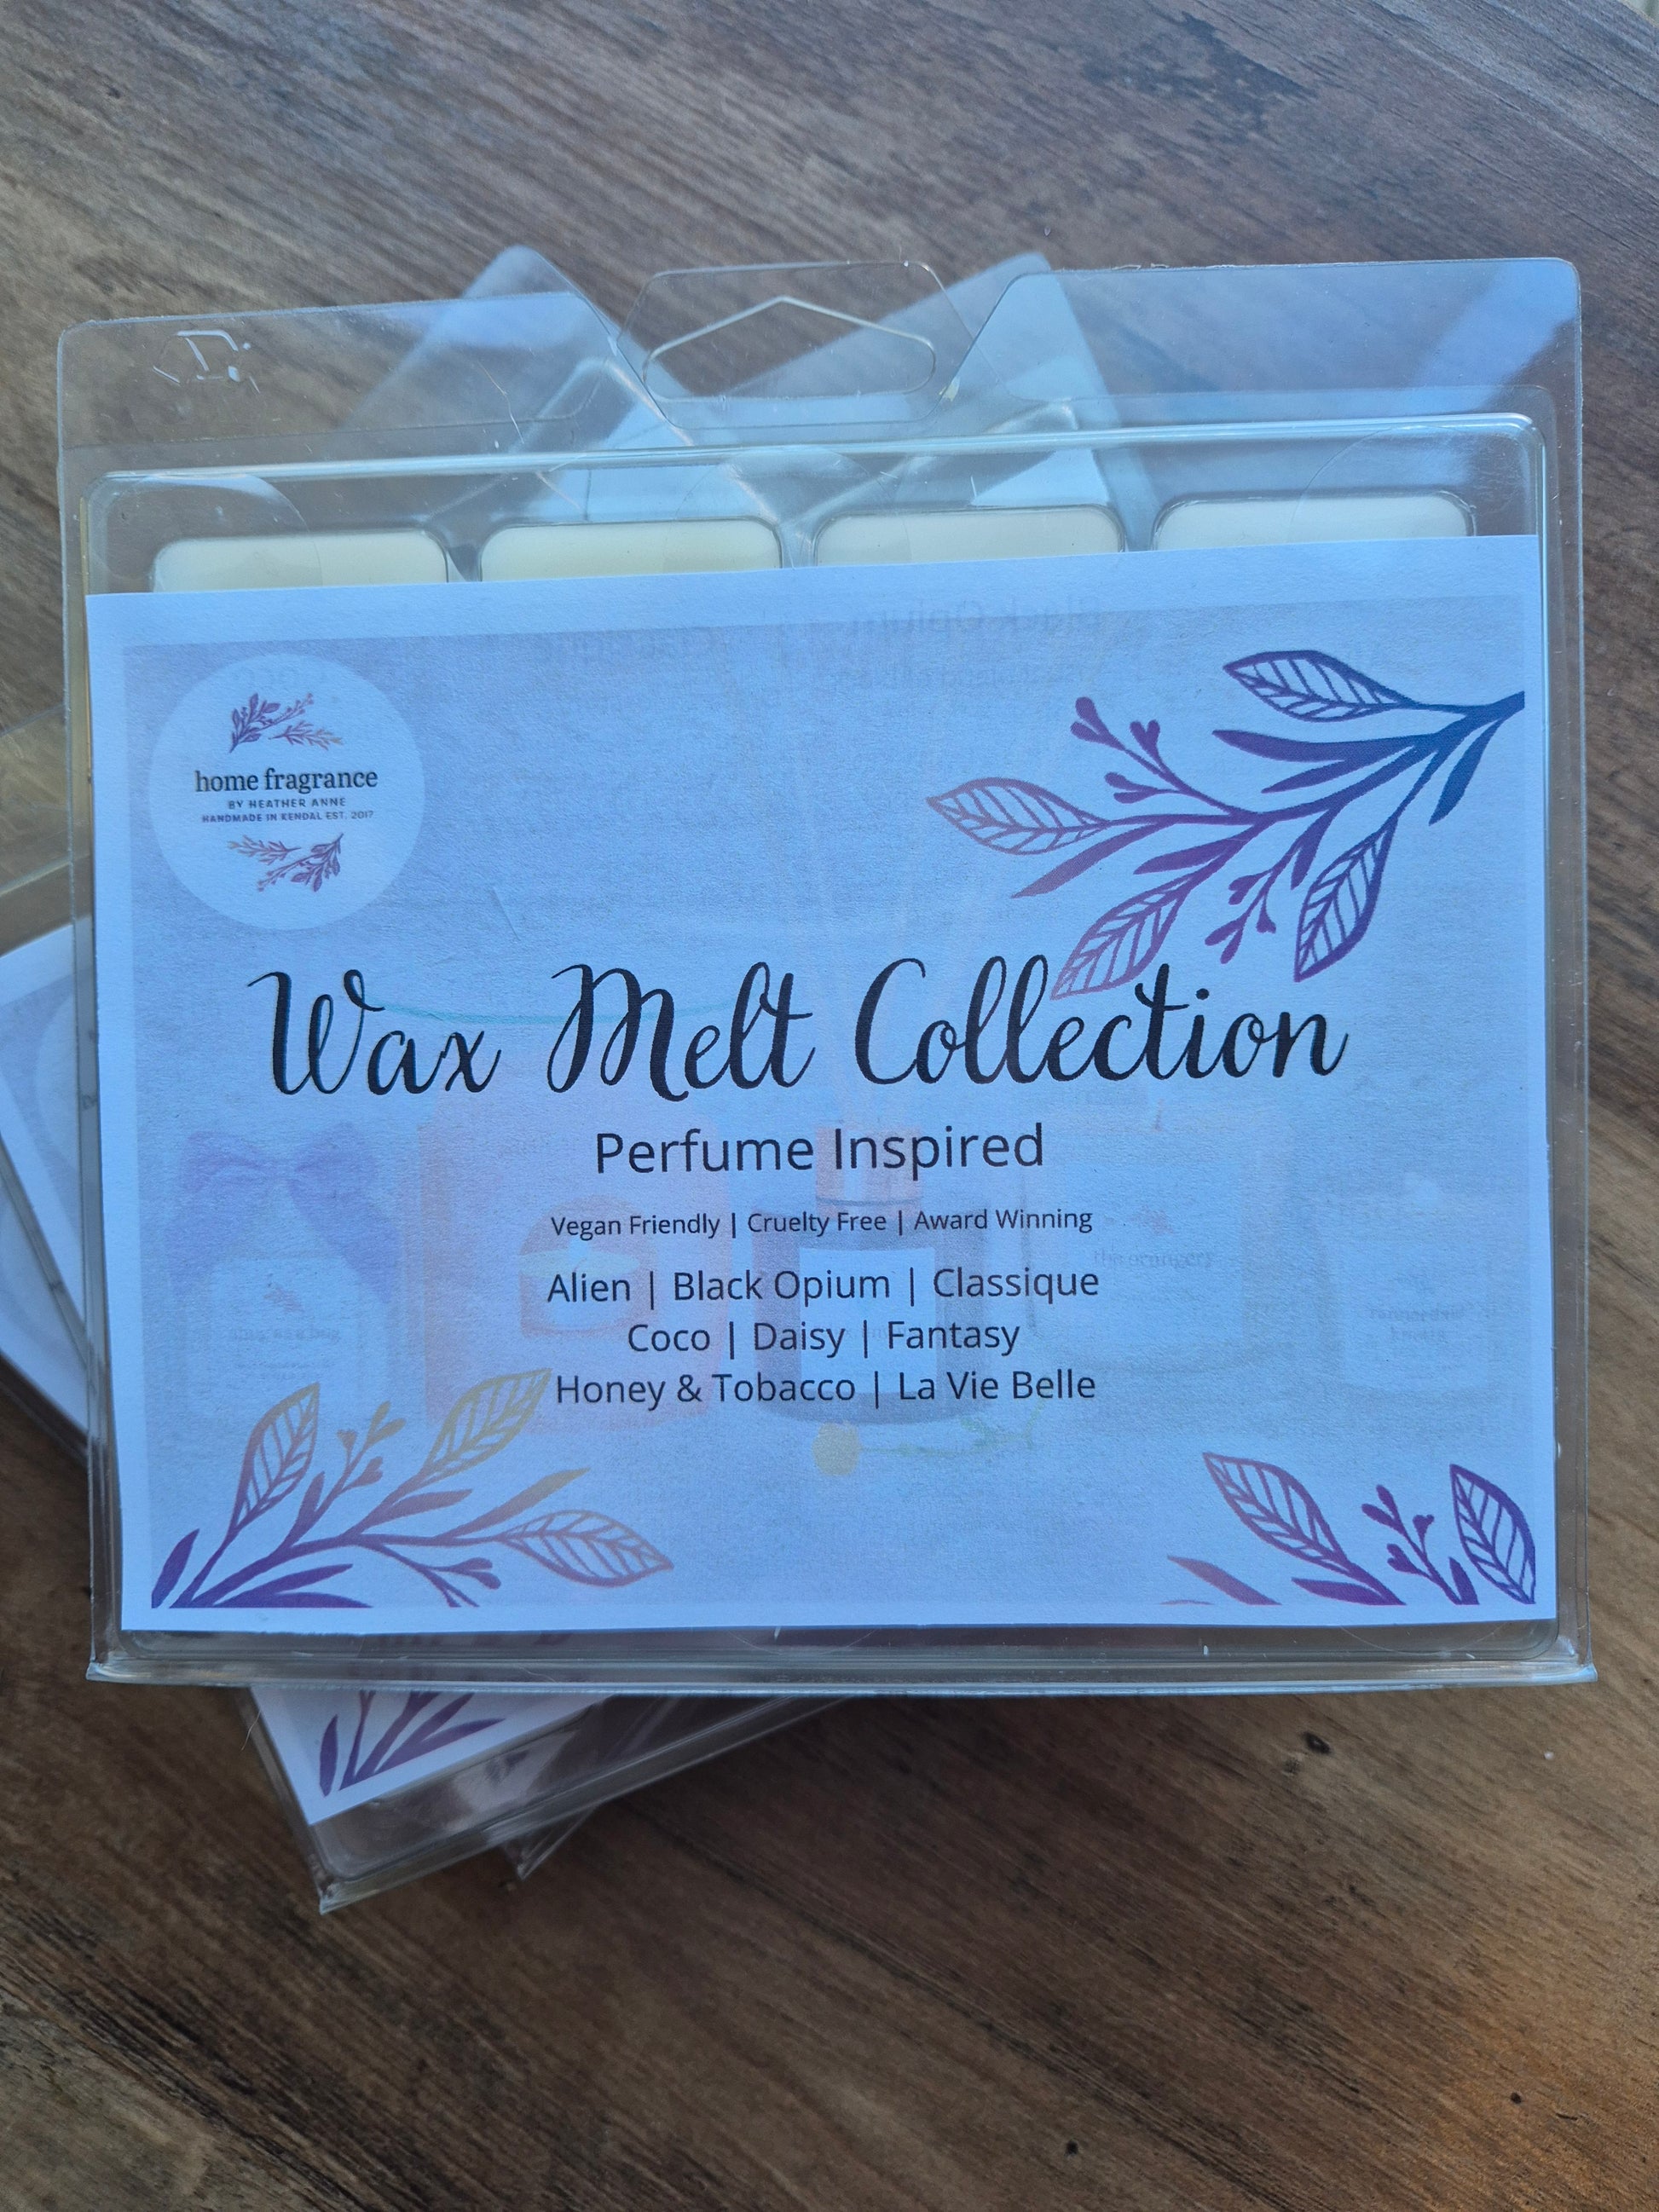 home fragrance
BY HEATHER ANNE
HANDMADE IN KENDAL EST. 2017
Wax Melt Collection
Perfume Inspired
Vegan Friendly | Cruelty Free | Award Winning
Alien | Black Opium | Classique
Coco | Daisy | Fantasy
Honey & Tobacco | La Vie Belle